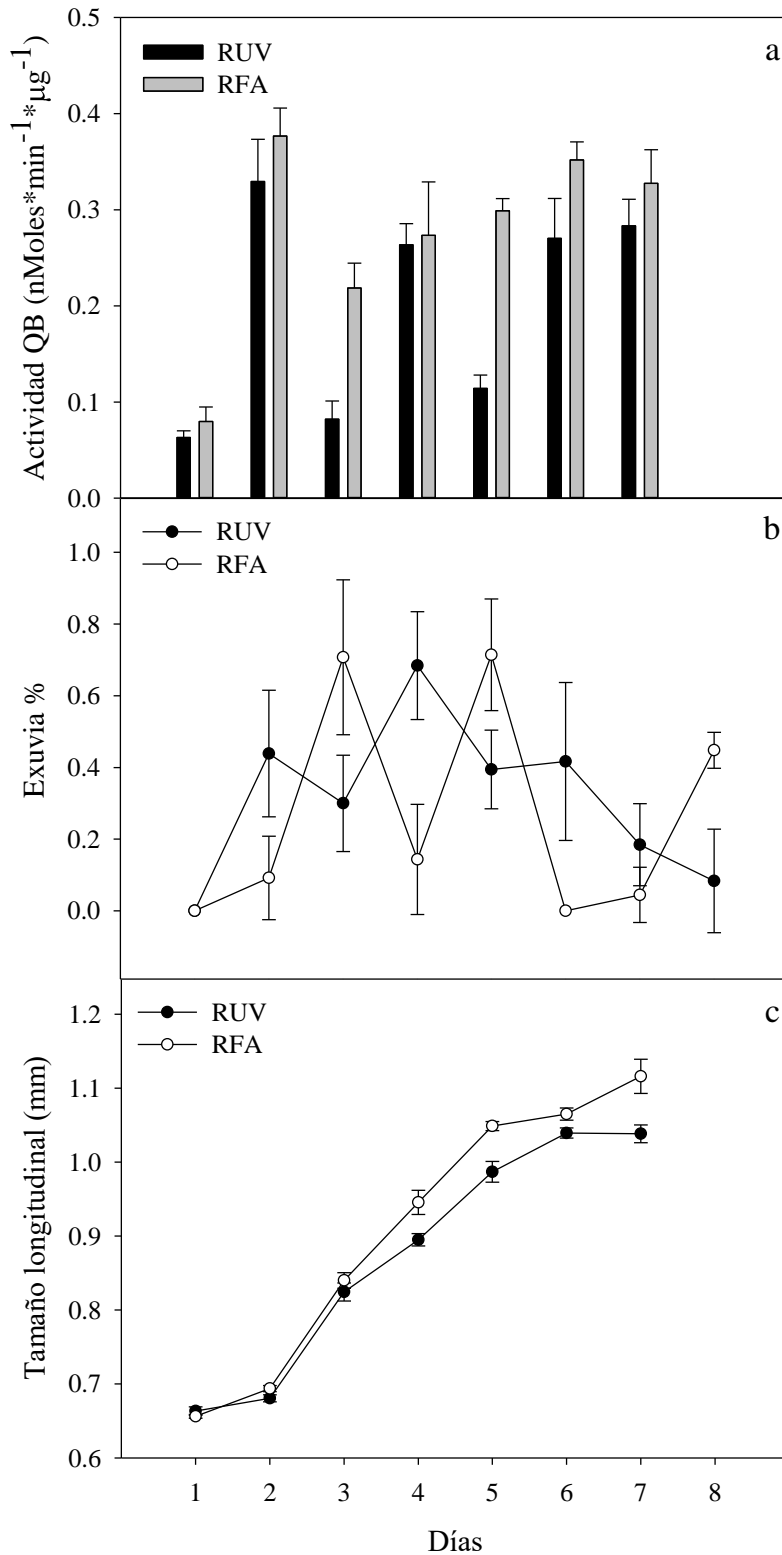 a
RUV
RFA
Actividad QB (nMoles*min⁻¹*µg⁻¹)
0.5
0.4
0.3
0.2
0.1
0.0
b
RUV
RFA
Exuvia %
1.0
0.8
0.6
0.4
0.2
0.0
c
RUV
RFA
Tamaño longitudinal (mm)
1.2
1.1
1.0
0.9
0.8
0.7
0.6
1 2 3 4 5 6 7 8
Días